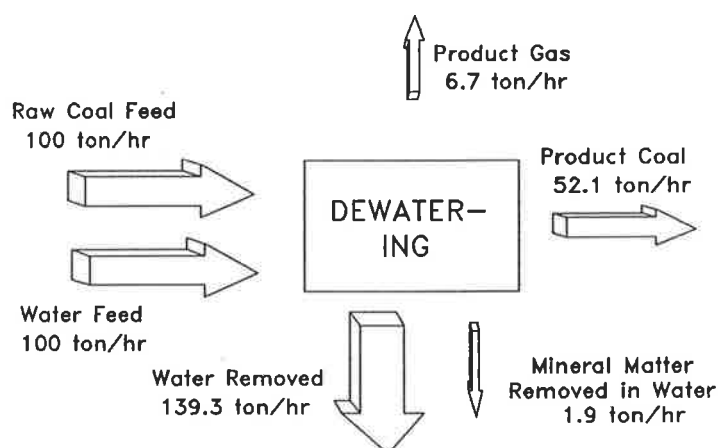 Product Gas
6.7 ton/hr
Raw Coal Feed
100 ton/hr
Product Coal
52.1 ton/hr
DEWATER-
ING
Water Feed
100 ton/hr
Water Removed
139.3 ton/hr
Mineral Matter
Removed in Water
1.9 ton/hr